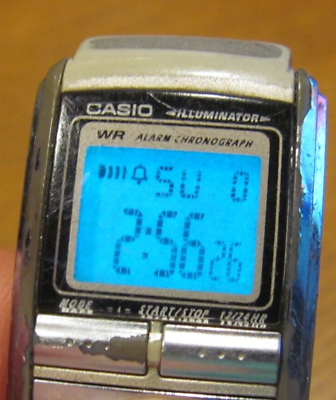 CASIO ILLUMINATOR
WR ALARM CHRONOGRAPH
SU 0
2:56 26
MODE START/STOP 12/24HR